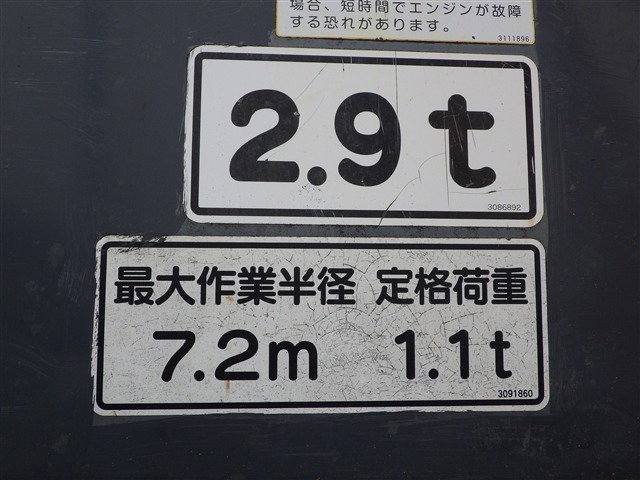 場合、短時間でエンジンが故障
する恐れがあります。
3111896
2.9t
3086892
最大作業半径 定格荷重
7.2m 1.1t
3091860